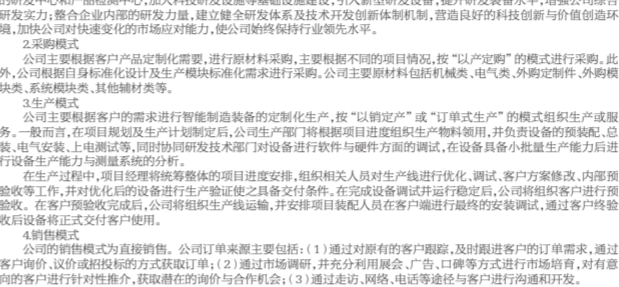 的研发中心和产品检测中心,加大科技研发设施等基础设施建设,引入新型研发设备,提升研发装备水平,增强公司综合
研发实力;整合企业内部的研发力量,建立健全研发体系及技术开发创新体制机制,营造良好的科技创新与价值创造环
境,加快公司对快速变化的市场应对能力,使公司始终保持行业领先水平。
2.采购模式
公司主要根据客户产品定制化需要,进行原材料采购,主要根据不同的项目情况,按“以产定购”的模式进行采购。此
外,公司根据自身标准化设计及生产模块标准化需求进行采购。公司主要原材料包括机械类、电气类、外购定制件、外购模
块类、系统模块类、其他辅材类等。
3.生产模式
公司主要根据客户的需求进行智能制造装备的定制化生产,按“以销定产”或“订单式生产”的模式组织生产或服
务。一般而言,在项目规划及生产计划制定后,公司生产部门将根据项目进度组织生产物料领用,并负责设备的预装配、总
装、电气安装、上电测试等,同时协同研发技术部门对设备进行软件与硬件方面的调试,在设备具备小批量生产能力后进
行设备生产能力与测量系统的分析。
在生产过程中,项目经理将统筹整体的项目进度安排,组织相关人员对生产线进行优化、调试、客户方案修改、内部预
验收等工作,并对优化后的设备进行生产验证使之具备交付条件。在完成设备调试并运行稳定后,公司将组织客户进行预
验收。在客户预验收完成后,公司将组织生产线运输,并安排项目装配人员在客户端进行最终的安装调试,通过客户终验
收后设备将正式交付客户使用。
4.销售模式
公司的销售模式为直接销售。公司订单来源主要包括:(1)通过对原有的客户跟踪,及时跟进客户的订单需求,通过
客户询价、议价或招投标的方式获取订单;(2)通过市场调研,并充分利用展会、广告、口碑等方式进行市场培育,对有意
向的客户进行针对性推介,获取潜在的询价与合作机会;(3)通过走访、网络、电话等途径与客户进行沟通和开发。